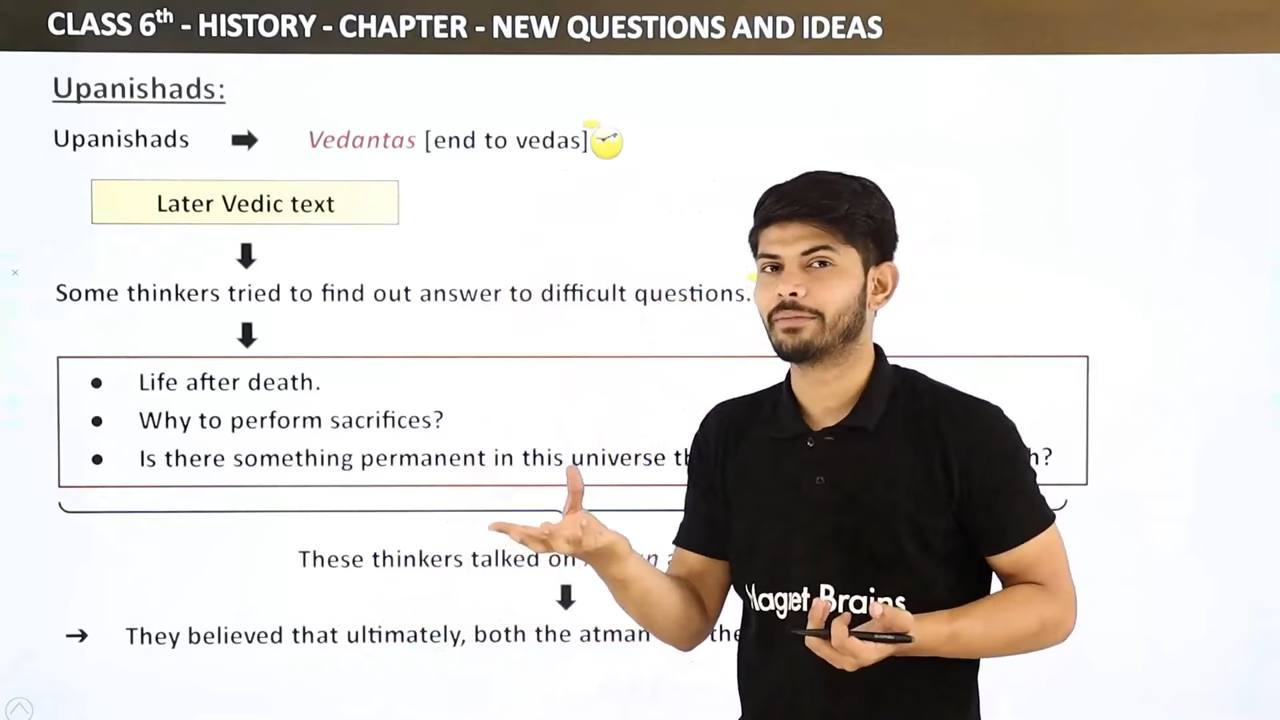 CLASS 6th - HISTORY - CHAPTER - NEW QUESTIONS AND IDEAS
Upanishads:
Upanishads ➡ Vedantas [end to vedas]
Later Vedic text
Some thinkers tried to find out answer to difficult questions.
• Life after death.
• Why to perform sacrifices?
• Is there something permanent in this universe
These thinkers talked on
→ They believed that ultimately, both the atman the
Magnet Brains